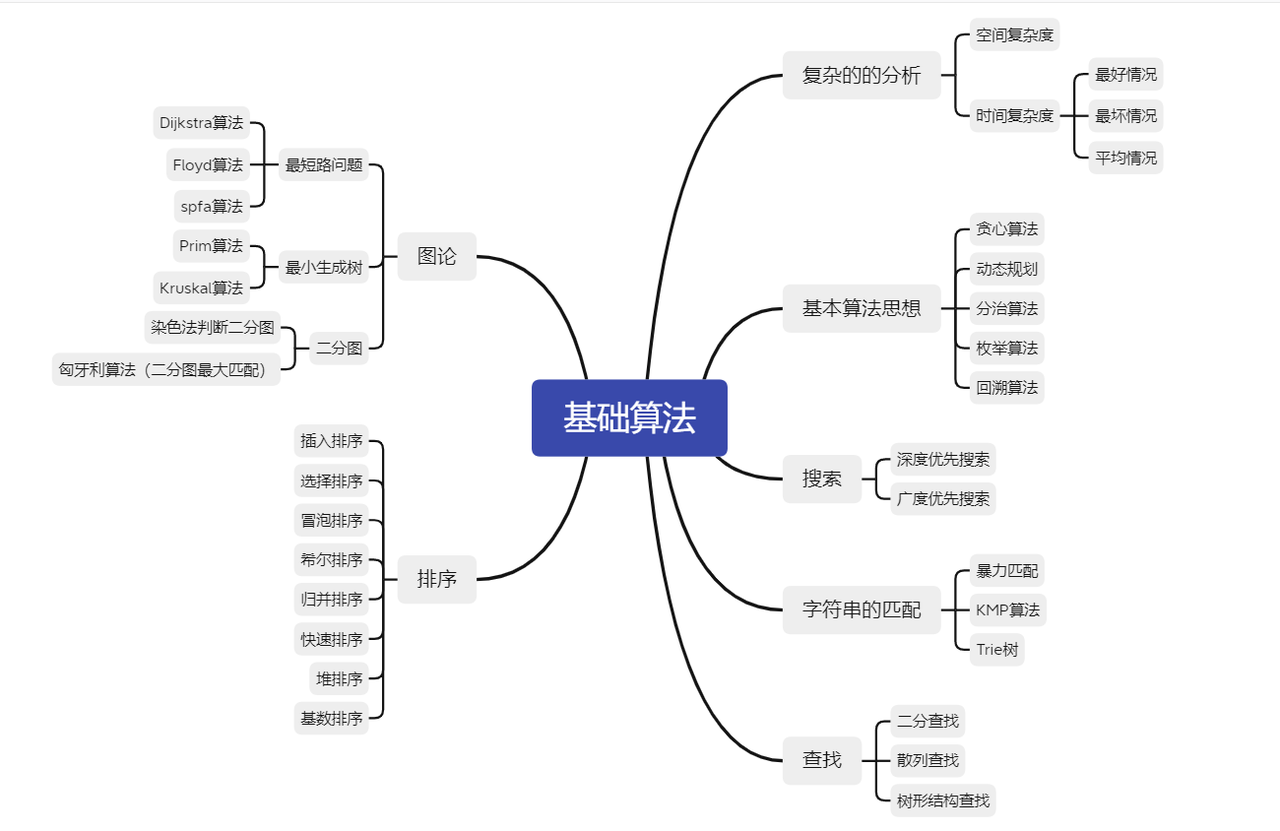 基础算法
复杂的的分析
空间复杂度
时间复杂度
最好情况
最坏情况
平均情况
基本算法思想
贪心算法
动态规划
分治算法
枚举算法
回溯算法
搜索
深度优先搜索
广度优先搜索
字符串的匹配
暴力匹配
KMP算法
Trie树
查找
二分查找
散列查找
树形结构查找
图论
最短路问题
Dijkstra算法
Floyd算法
spfa算法
最小生成树
Prim算法
Kruskal算法
二分图
染色法判断二分图
匈牙利算法（二分图最大匹配）
排序
插入排序
选择排序
冒泡排序
希尔排序
归并排序
快速排序
堆排序
基数排序